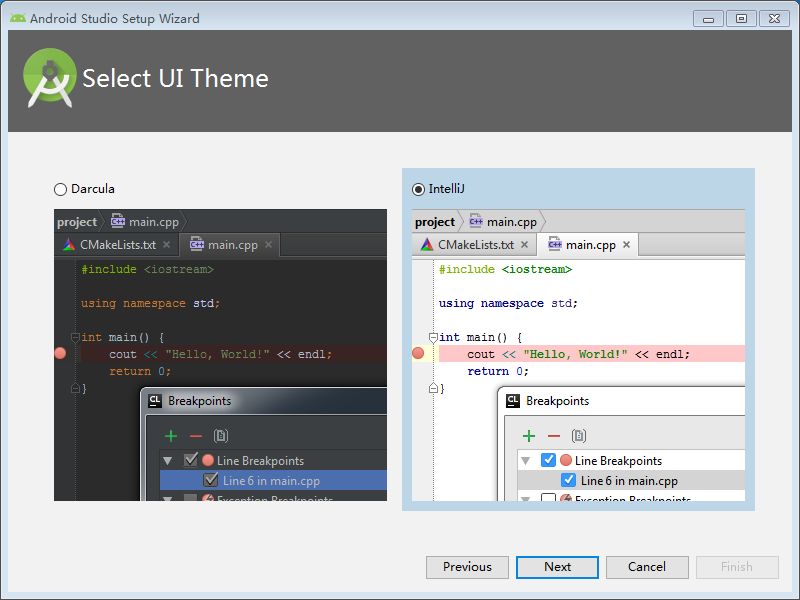 Android Studio Setup Wizard
Select UI Theme
Darcula
project main.cpp
CMakeLists.txt main.cpp
#include <iostream>
using namespace std;
int main() {
cout << "Hello, World!" << endl;
return 0;
}
CL Breakpoints
Line Breakpoints
Line 6 in main.cpp
Exception Breakpoints
IntelliJ
project main.cpp
CMakeLists.txt main.cpp
#include <iostream>
using namespace std;
int main() {
cout << "Hello, World!" << endl;
return 0;
}
CL Breakpoints
Line Breakpoints
Line 6 in main.cpp
Exception Breakpoints
Previous Next Cancel Finish